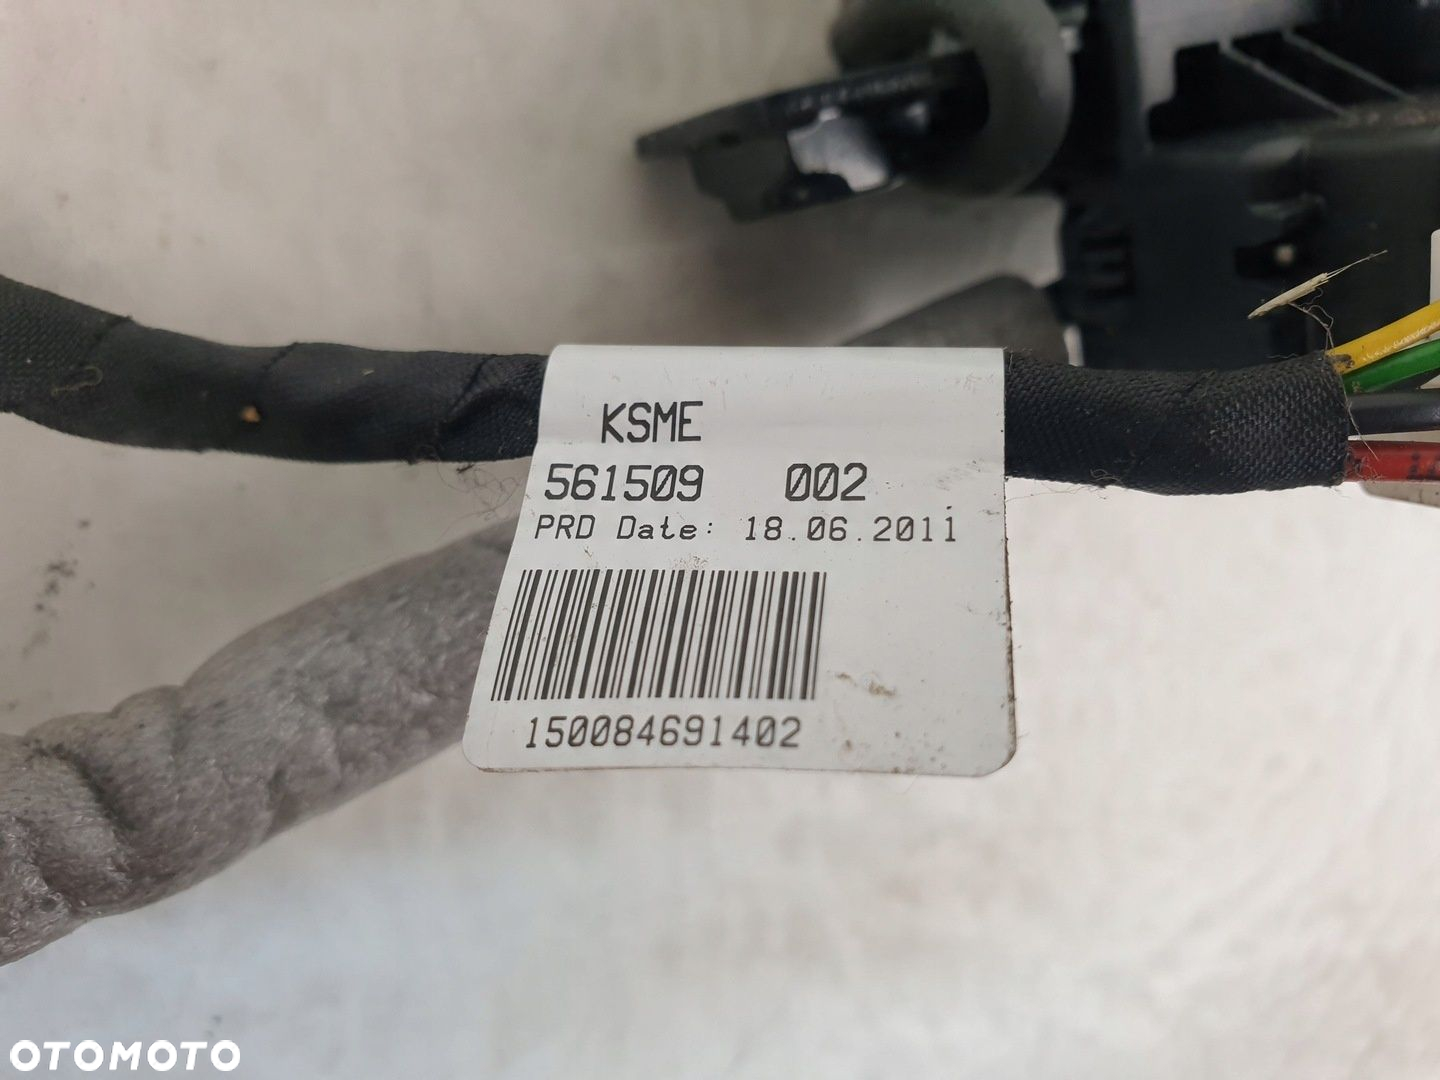 KSME
561509 002
PRD Date: 18.06.2011
150084691402
OTOMOTO